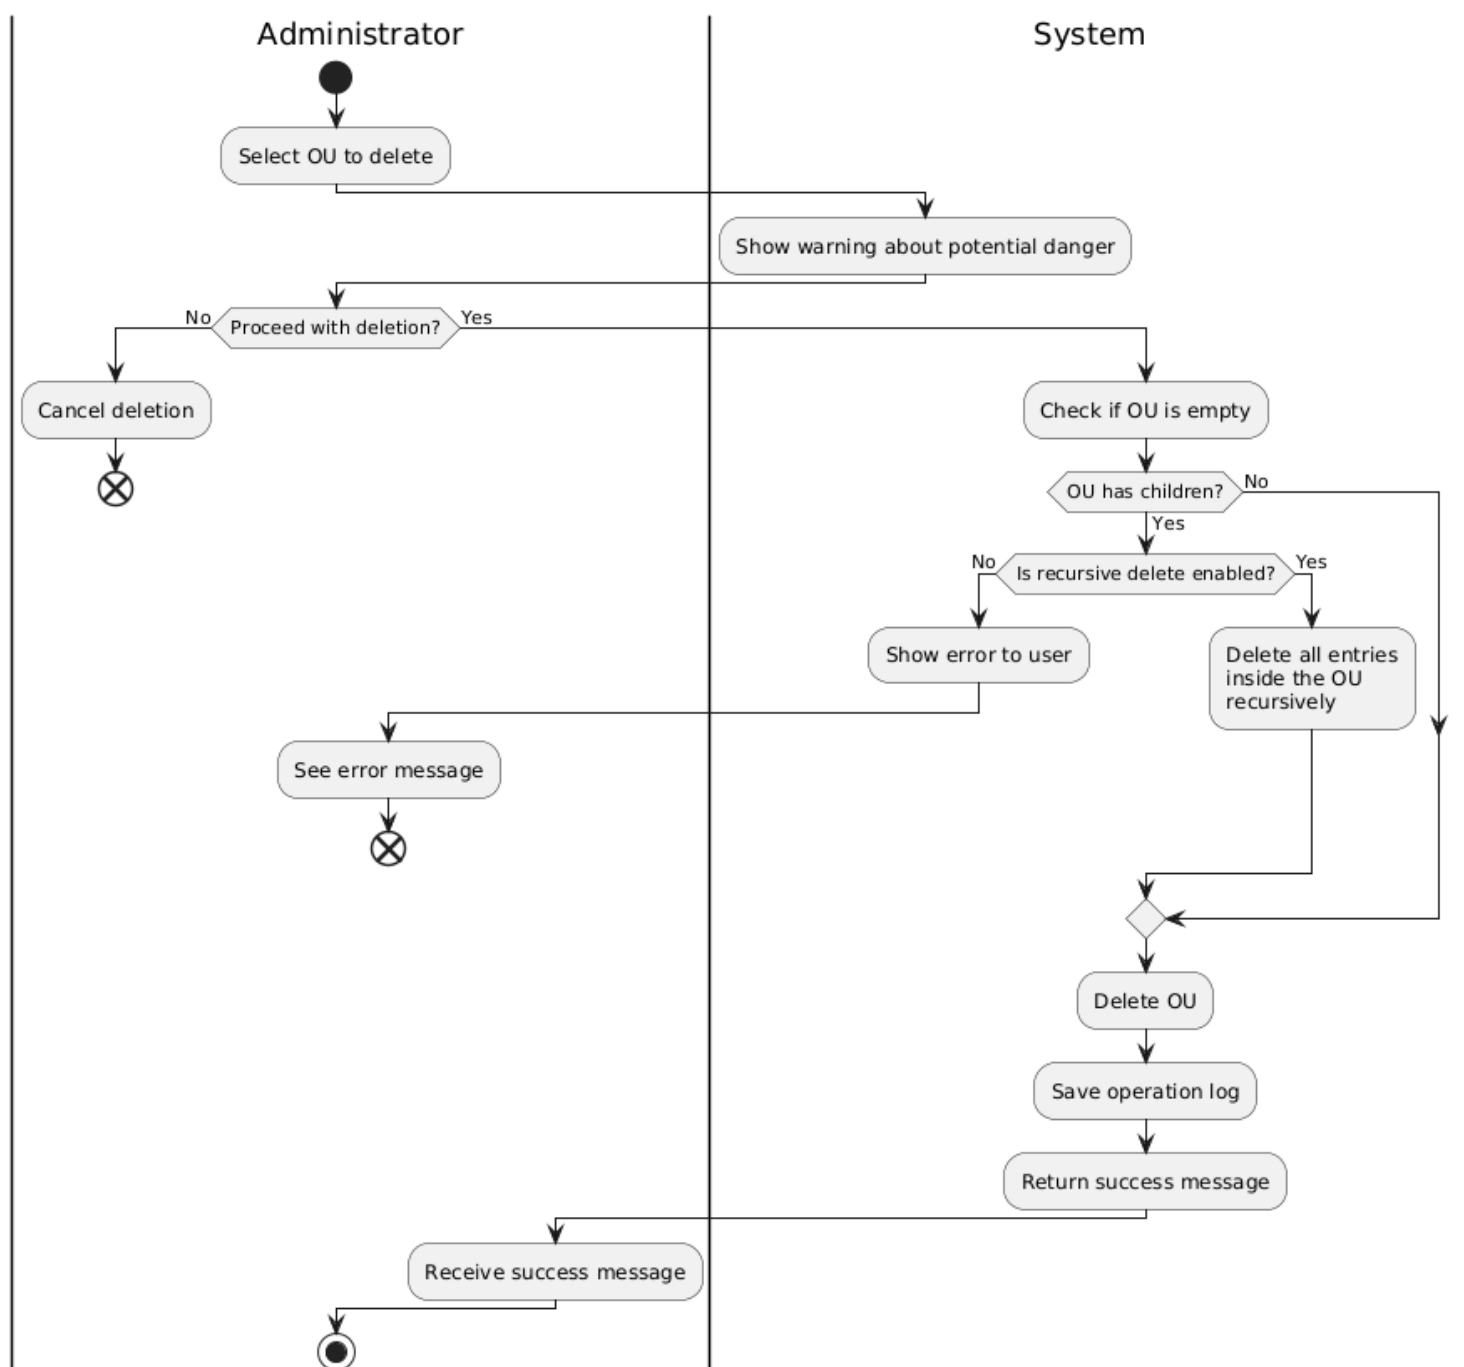 Administrator
System
Select OU to delete
Show warning about potential danger
No
Proceed with deletion?
Yes
Cancel deletion
Check if OU is empty
OU has children?
No
Yes
No
Is recursive delete enabled?
Yes
Show error to user
Delete all entries
inside the OU
recursively
See error message
Delete OU
Save operation log
Return success message
Receive success message